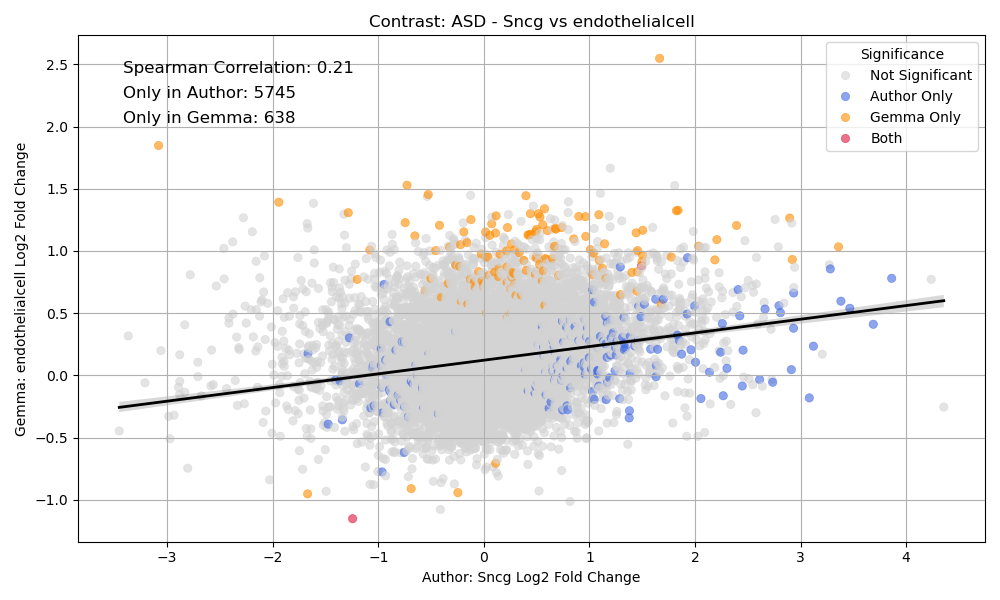 Contrast: ASD - Sncg vs endothelialcell
Spearman Correlation: 0.21
Only in Author: 5745
Only in Gemma: 638
Significance
Not Significant
Author Only
Gemma Only
Both
Gemma: endothelialcell Log2 Fold Change
2.5
2.0
1.5
1.0
0.5
0.0
−0.5
−1.0
−3 −2 −1 0 1 2 3 4
Author: Sncg Log2 Fold Change